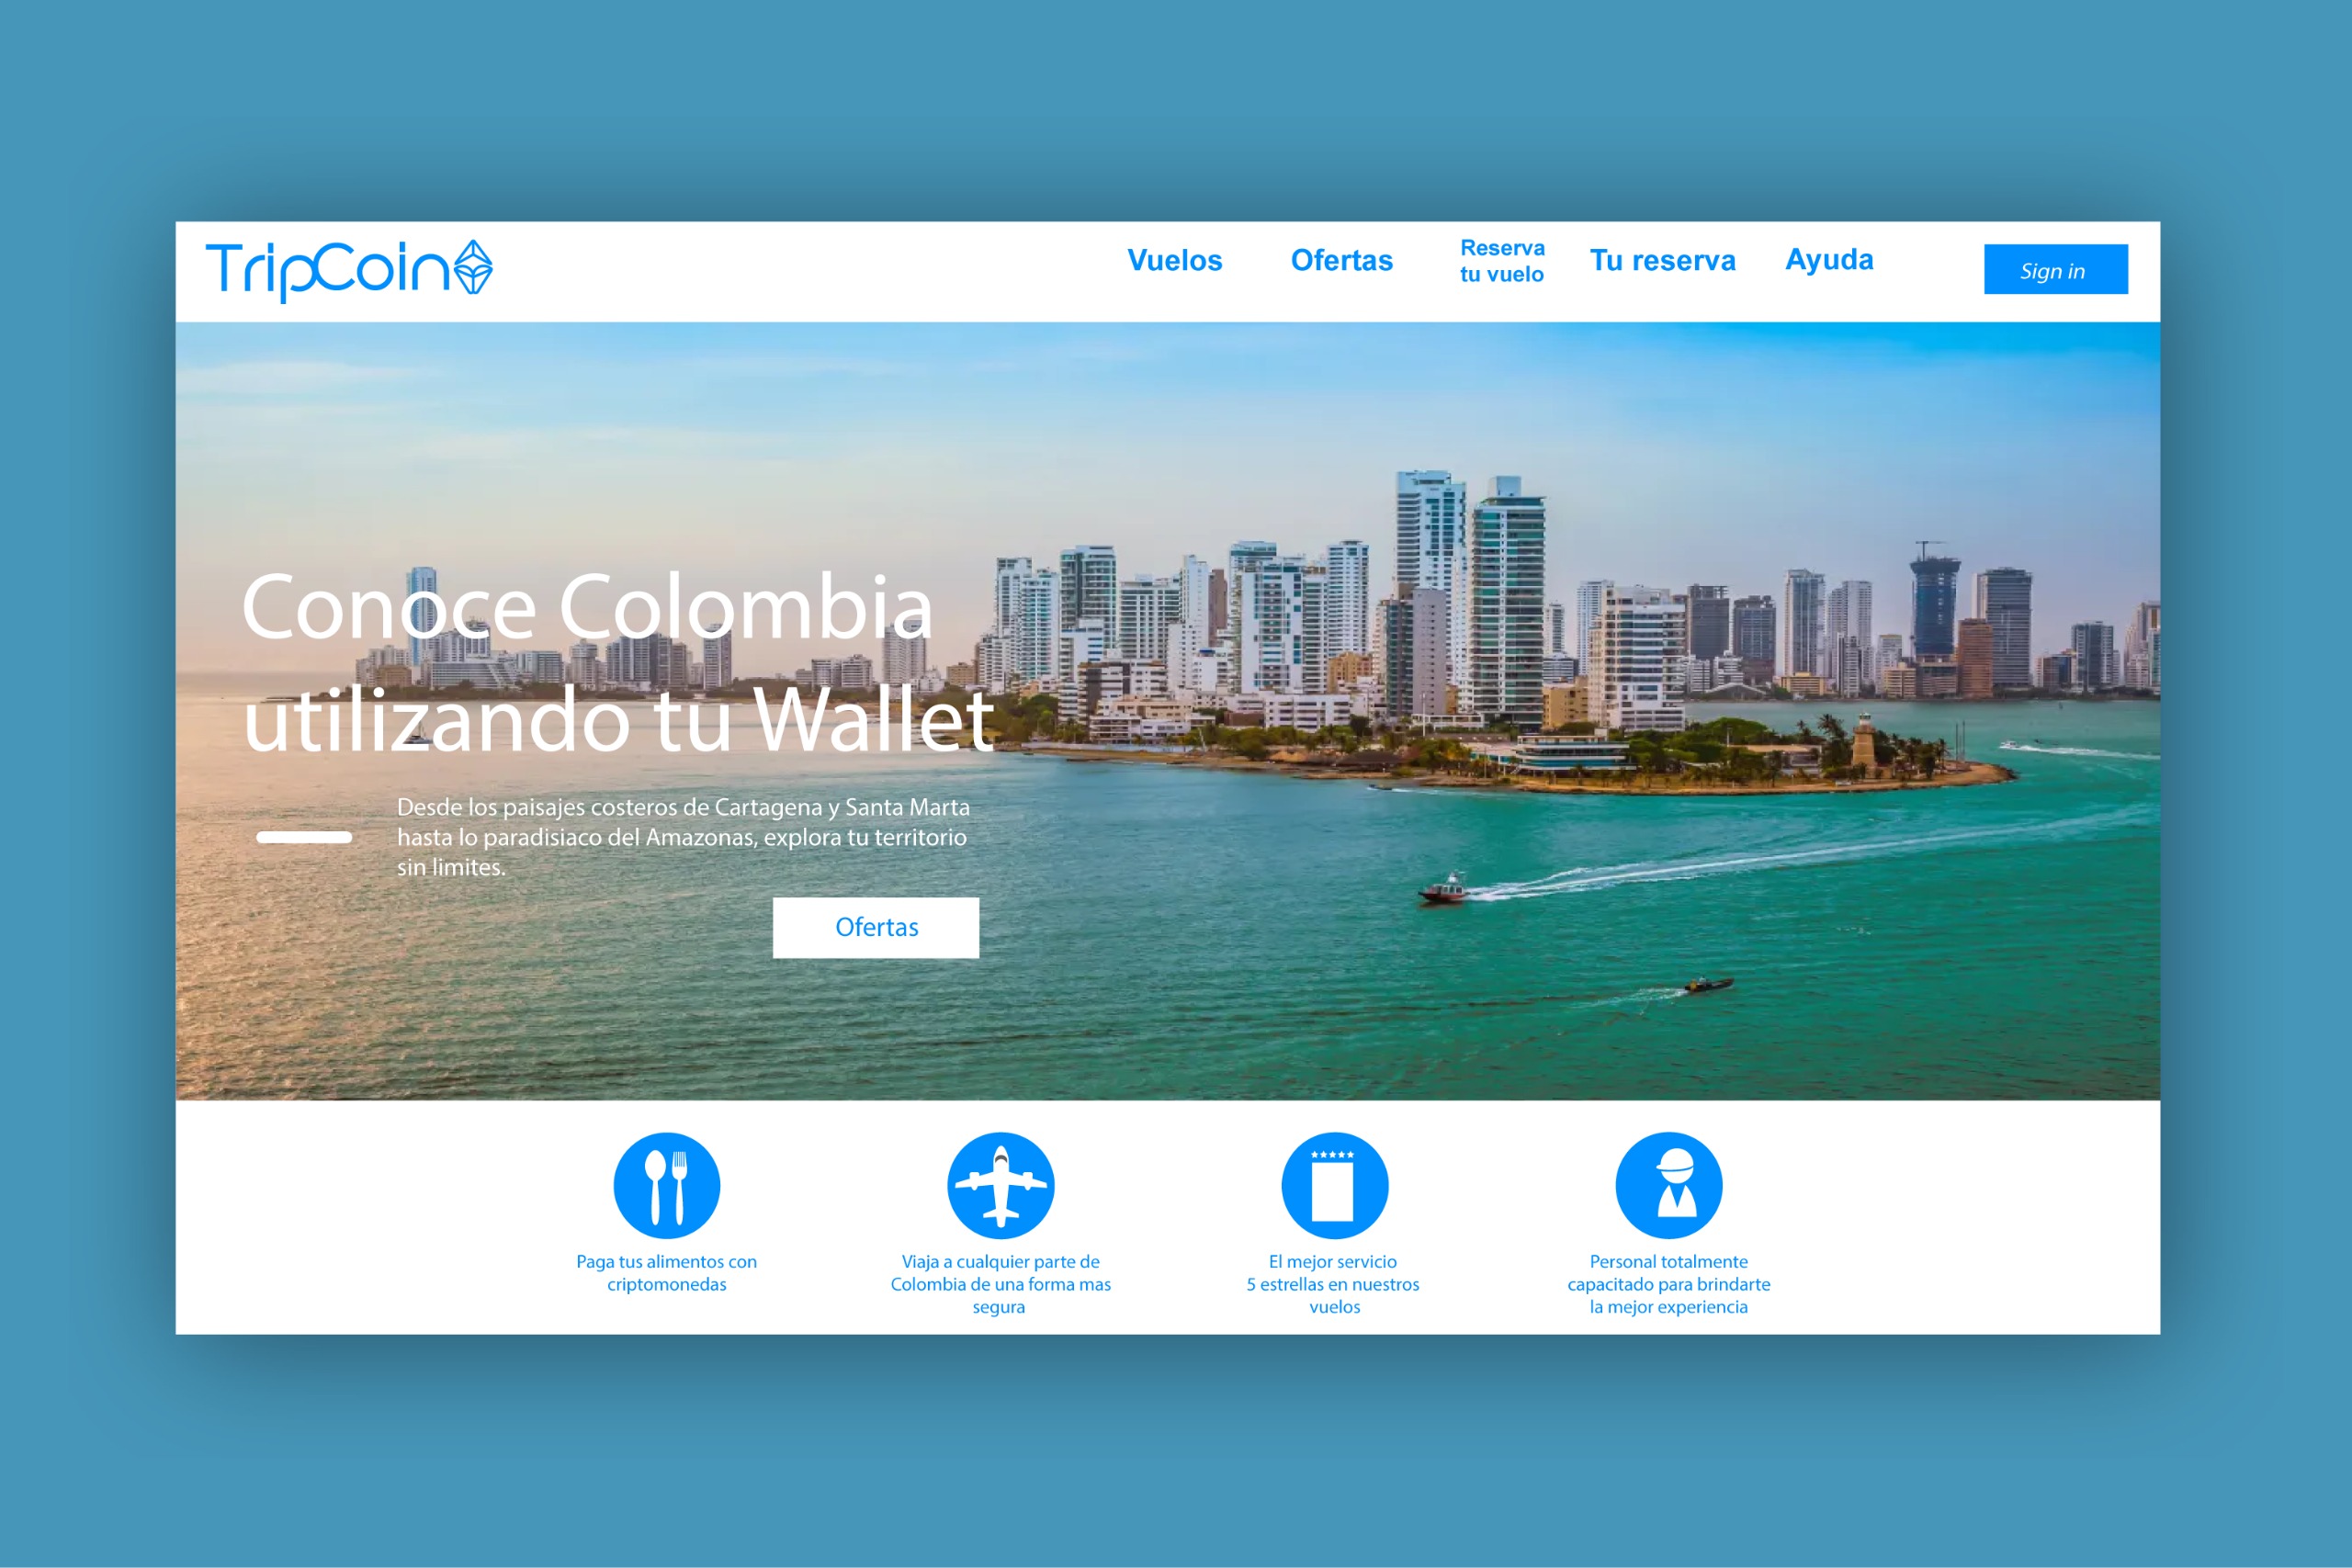 TripCoin
Vuelos
Ofertas
Reserva
tu vuelo
Tu reserva
Ayuda
Sign in
Conoce Colombia
utilizando tu Wallet
Desde los paisajes costeros de Cartagena y Santa Marta
hasta lo paradisiaco del Amazonas, explora tu territorio
sin limites.
Ofertas
Paga tus alimentos con
criptomonedas
Viaja a cualquier parte de
Colombia de una forma mas
segura
El mejor servicio
5 estrellas en nuestros
vuelos
Personal totalmente
capacitado para brindarte
la mejor experiencia